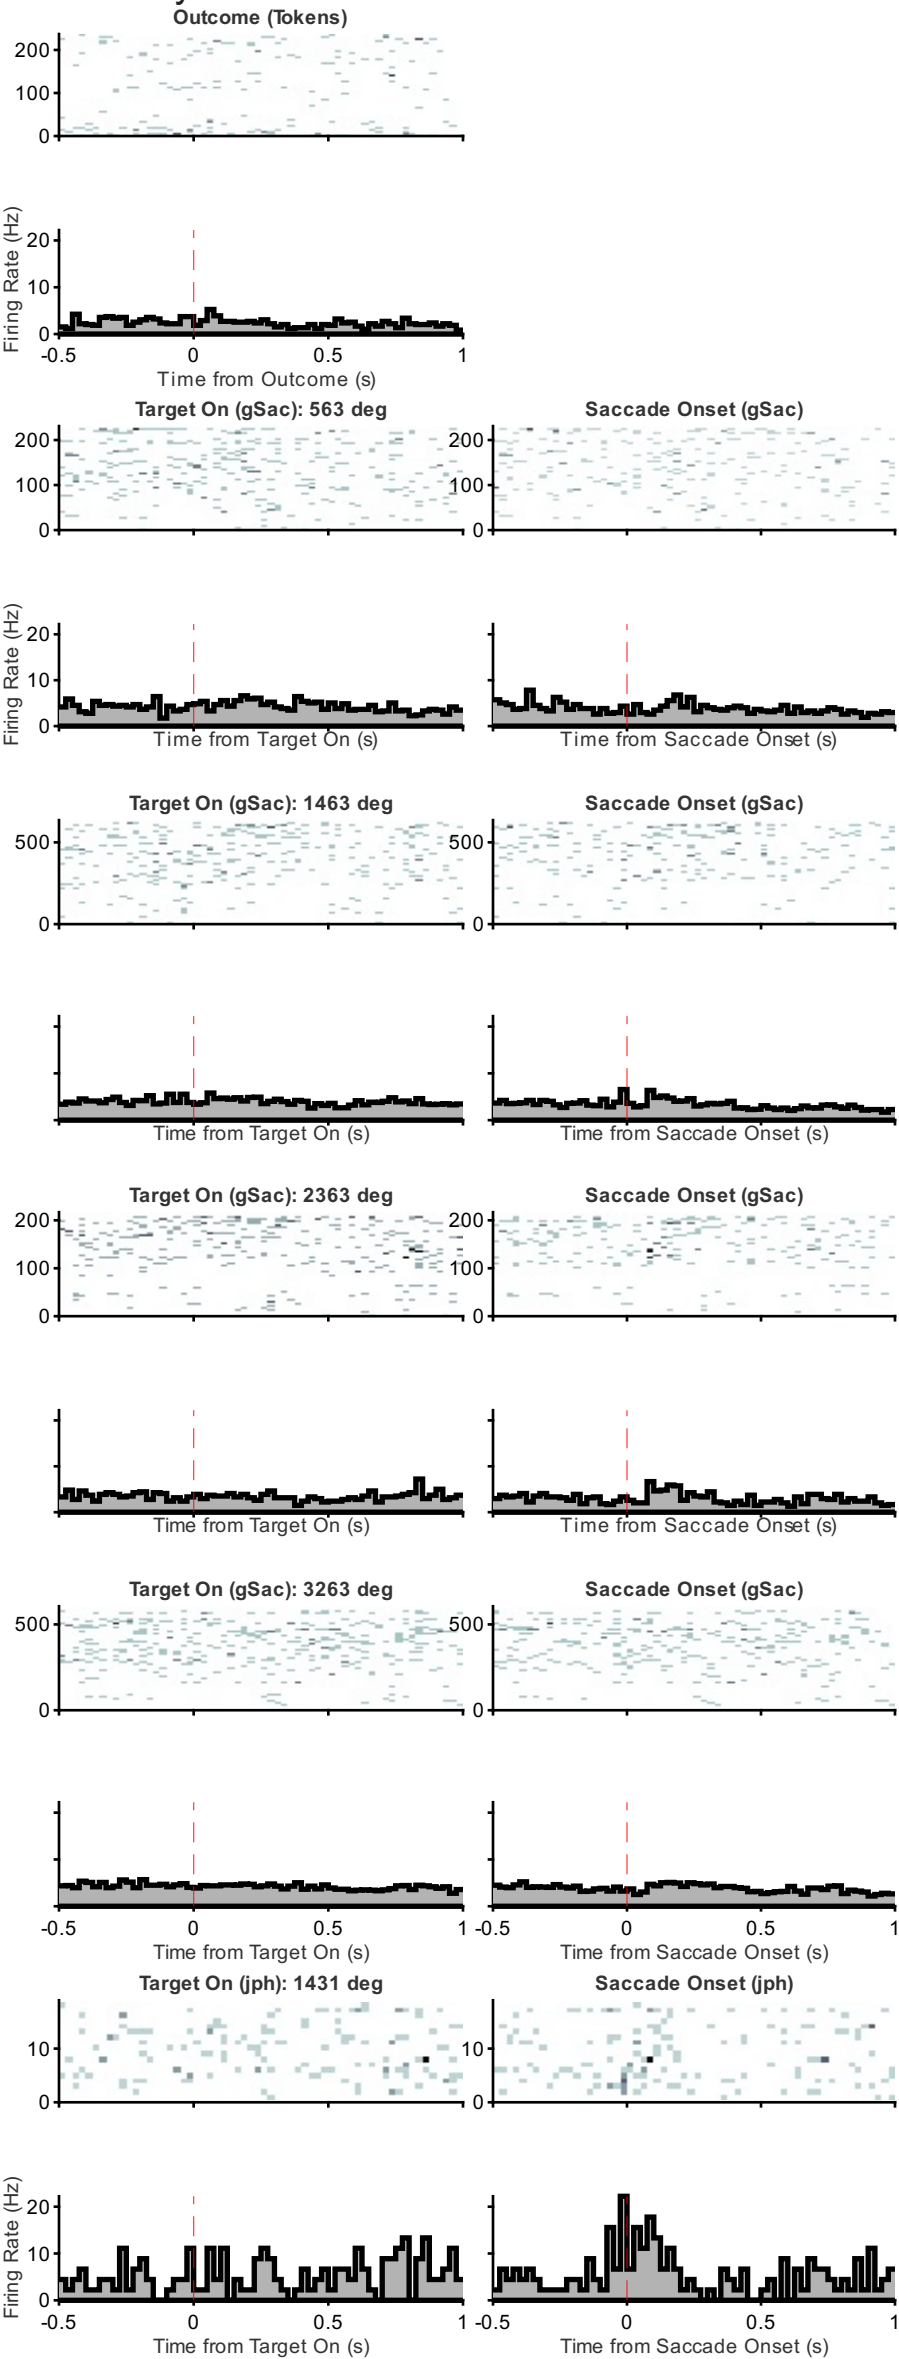 Outcome (Tokens)
200
100
0
Firing Rate (Hz)
20
10
0
-0.5 0 0.5 1
Time from Outcome (s)
Target On (gSac): 563 deg Saccade Onset (gSac)
200 200
100 100
0 0
Firing Rate (Hz)
20
10
0
Time from Target On (s) Time from Saccade Onset (s)
Target On (gSac): 1463 deg Saccade Onset (gSac)
500 500
0 0
Time from Target On (s) Time from Saccade Onset (s)
Target On (gSac): 2363 deg Saccade Onset (gSac)
200 200
100 100
0 0
Time from Target On (s) Time from Saccade Onset (s)
Target On (gSac): 3263 deg Saccade Onset (gSac)
500 500
0 0
-0.5 0 0.5 1 -0.5 0 0.5 1
Time from Target On (s) Time from Saccade Onset (s)
Target On (jph): 1431 deg Saccade Onset (jph)
10 10
0 0
Firing Rate (Hz)
20
10
0
-0.5 0 0.5 1 -0.5 0 0.5 1
Time from Target On (s) Time from Saccade Onset (s)